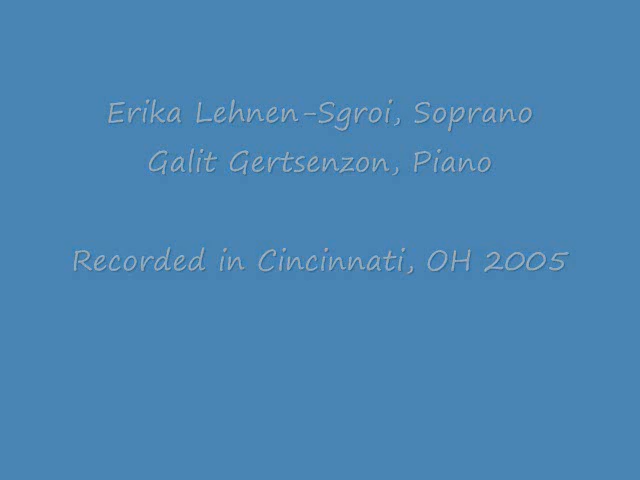 Erika Lehnen-Sgroi, Soprano
Galit Gertsenzon, Piano
Recorded in Cincinnati, OH 2005